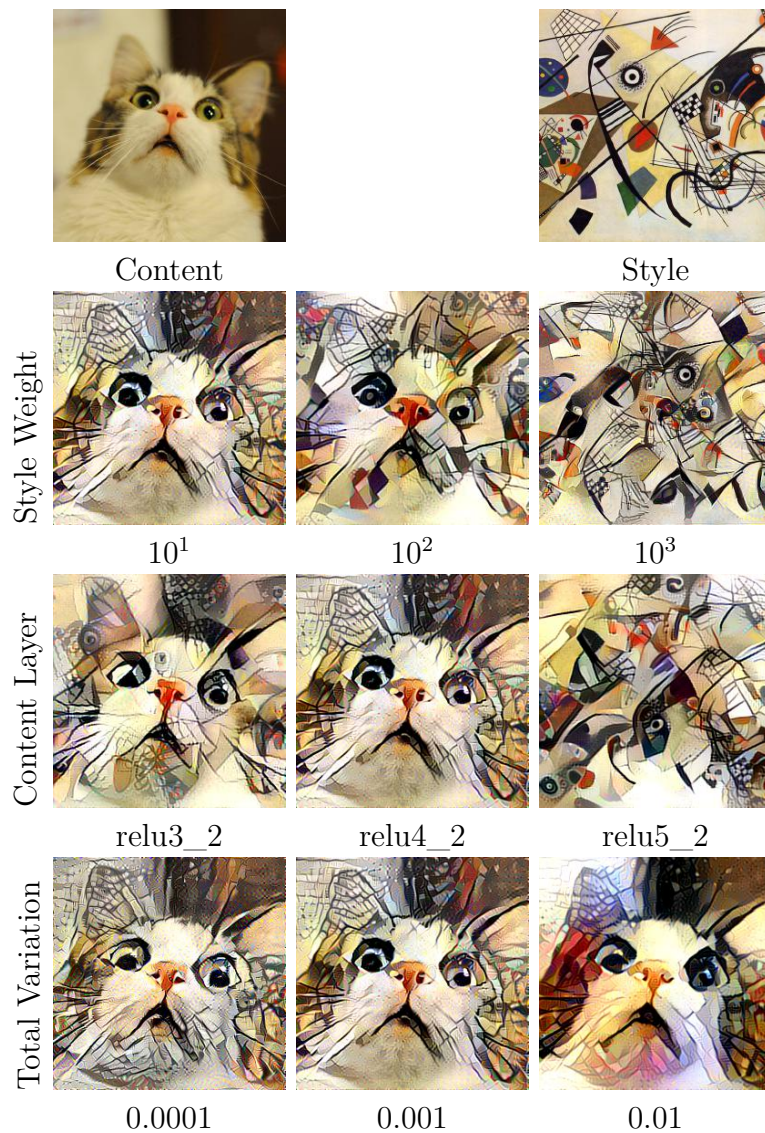 Content
Style
Style Weight
10¹
10²
10³
Content Layer
relu3_2
relu4_2
relu5_2
Total Variation
0.0001
0.001
0.01